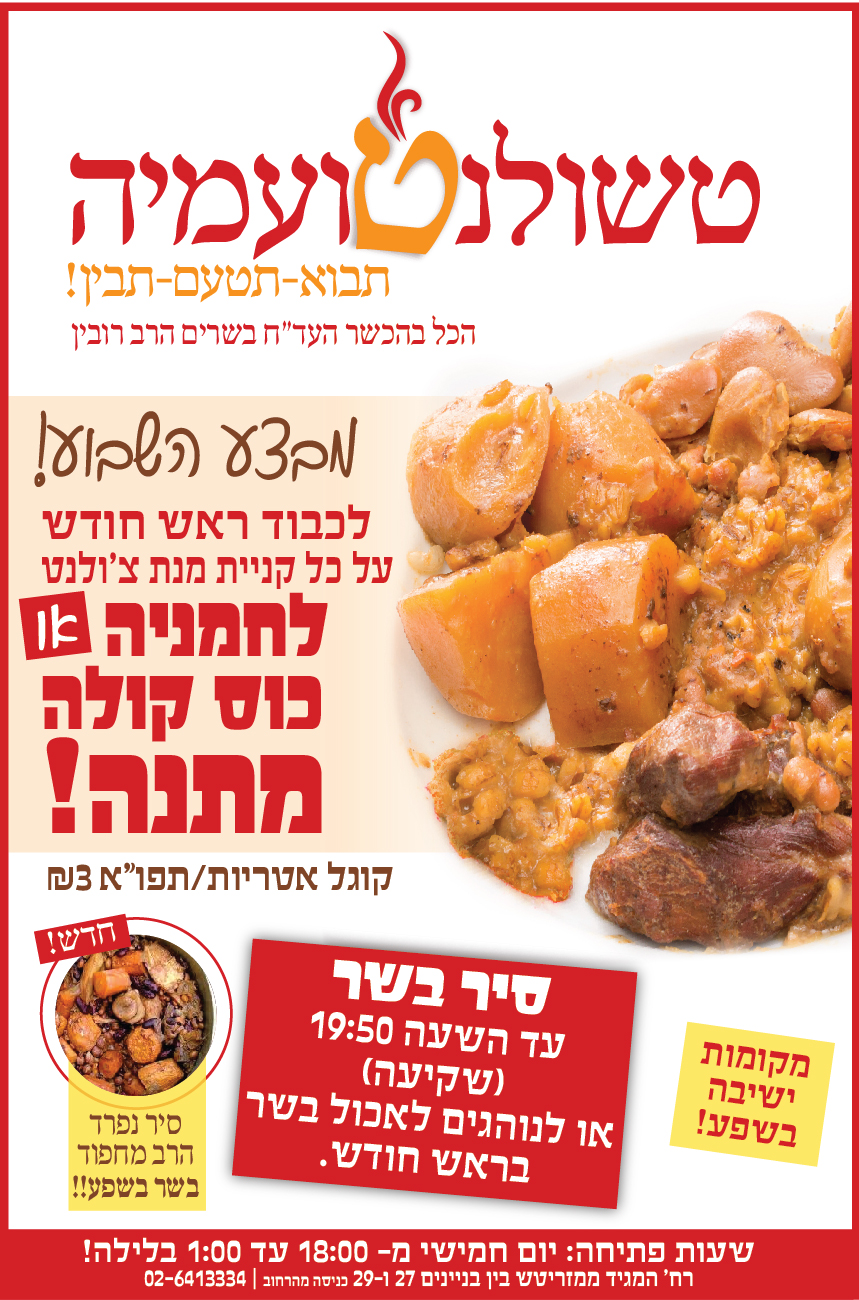 טשולנטועמיה
תבוא-תטעם-תבין!
הכל בהכשר העד"ח בשרים הרב רובין
מבצע השבוע!
לכבוד ראש חודש
על כל קניית מנת צ'ולנט
לחמניה או
כוס קולה
מתנה!
קוגל אטריות/תפו"א 3₪
חדש!
סיר נפרד
הרב מחפוד
בשר בשפע!!
סיר בשר
עד השעה 19:50
(שקיעה)
או לנוהגים לאכול בשר
בראש חודש.
מקומות
ישיבה
בשפע!
שעות פתיחה: יום חמישי מ- 18:00 עד 1:00 בלילה!
רח' המגיד ממזריטש בין בניינים 27 ו-29 כניסה מהרחוב | 02-6413334